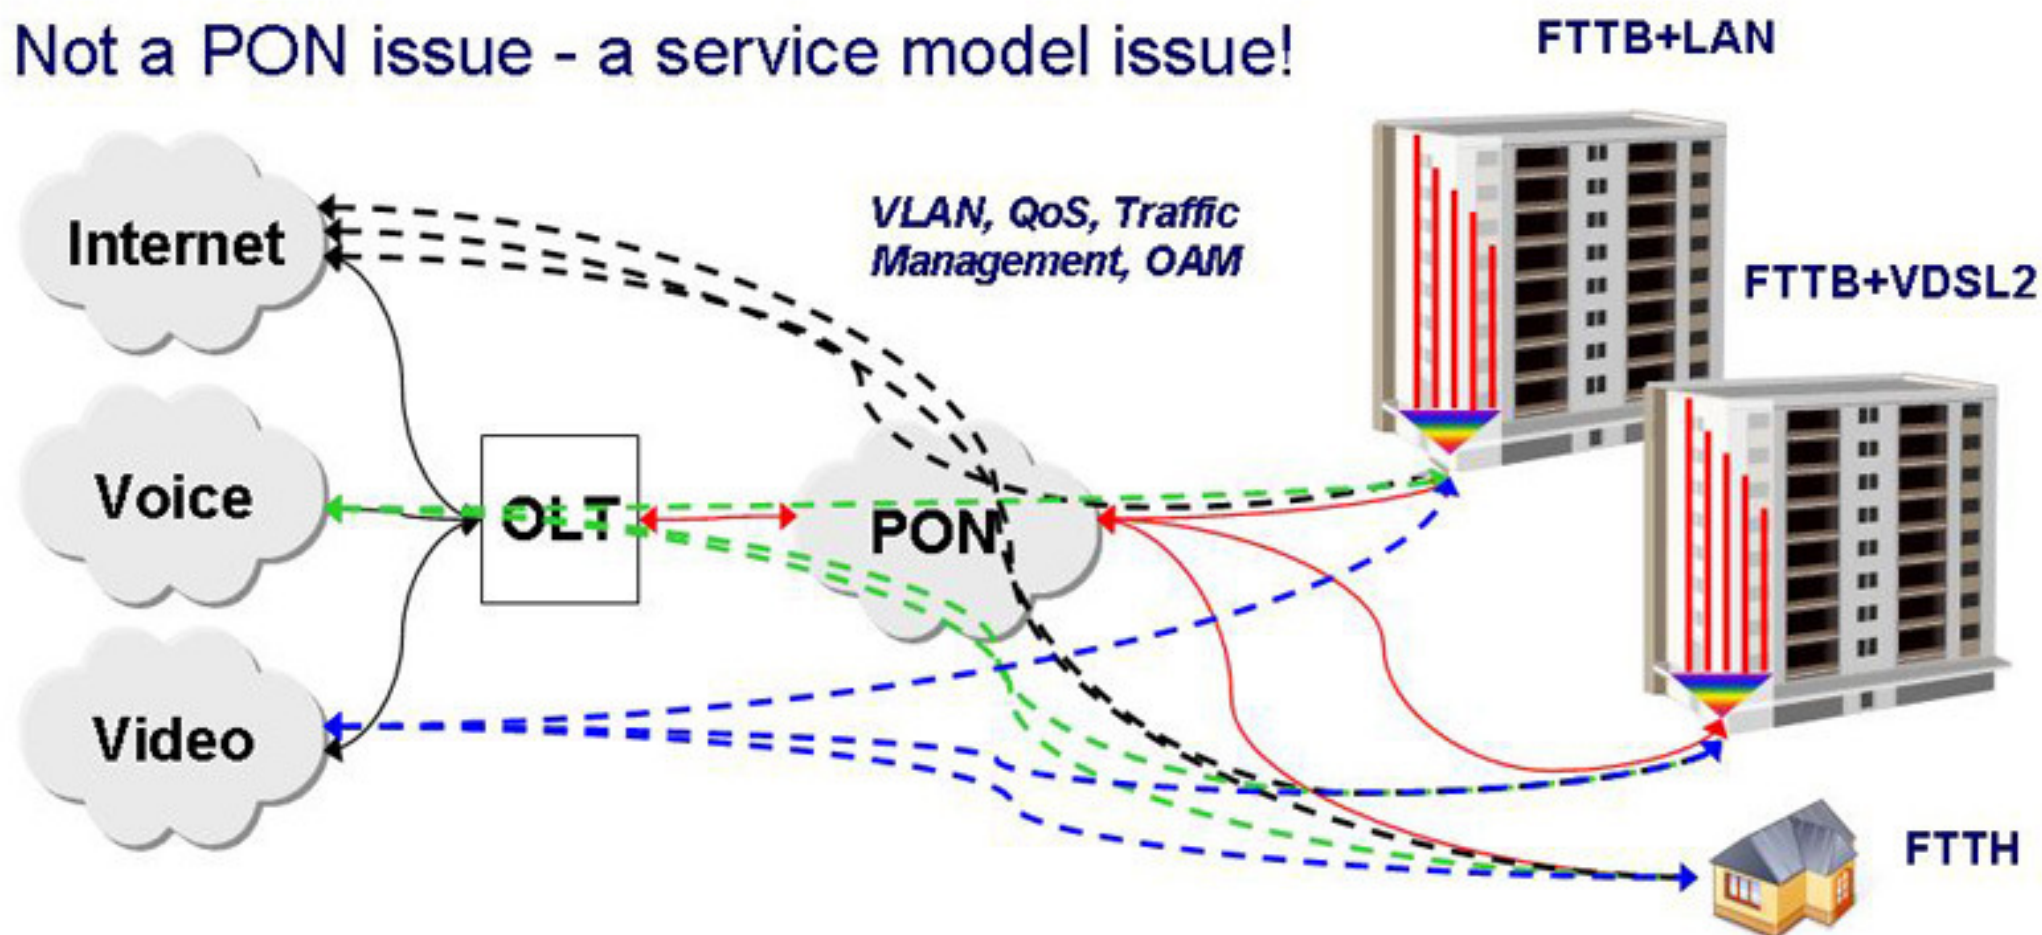 Not a PON issue - a service model issue!
FTTB+LAN
Internet
VLAN, QoS, Traffic
Management, OAM
FTTB+VDSL2
Voice
OLT
PON
Video
FTTH